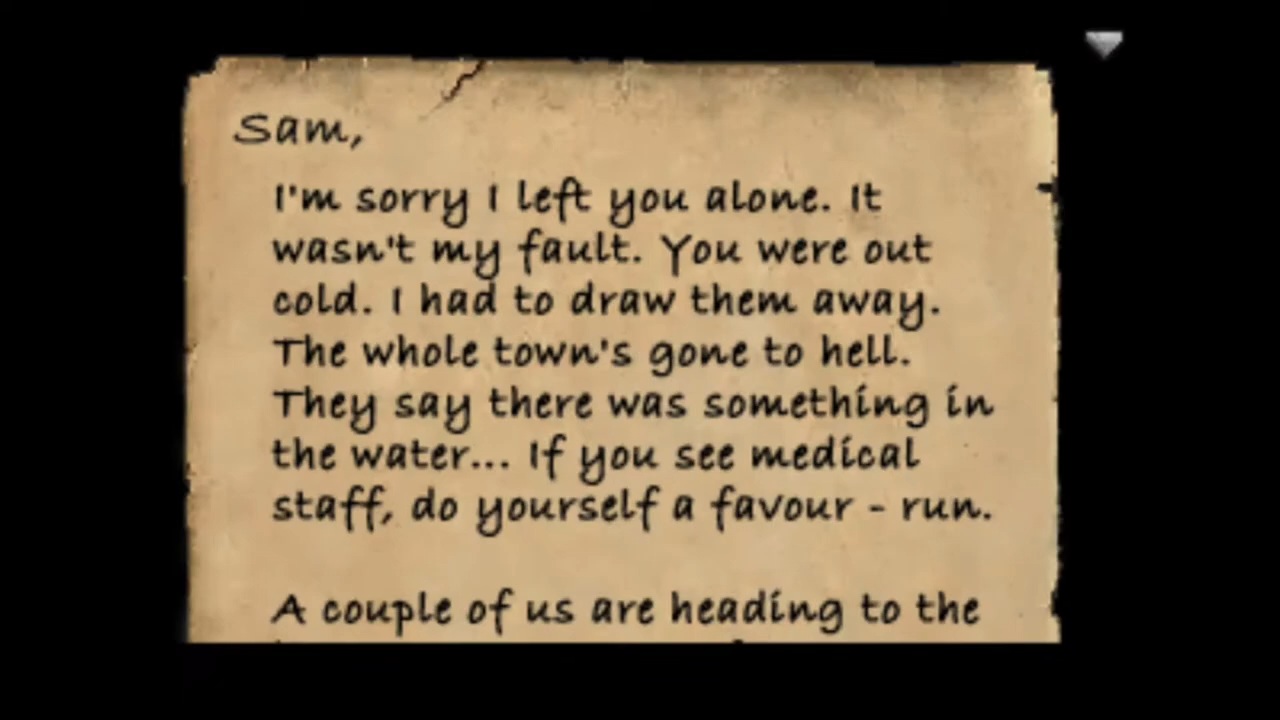 Sam,
I'm sorry I left you alone. It
wasn't my fault. You were out
cold. I had to draw them away.
The whole town's gone to hell.
They say there was something in
the water... If you see medical
staff, do yourself a favour - run.
A couple of us are heading to the